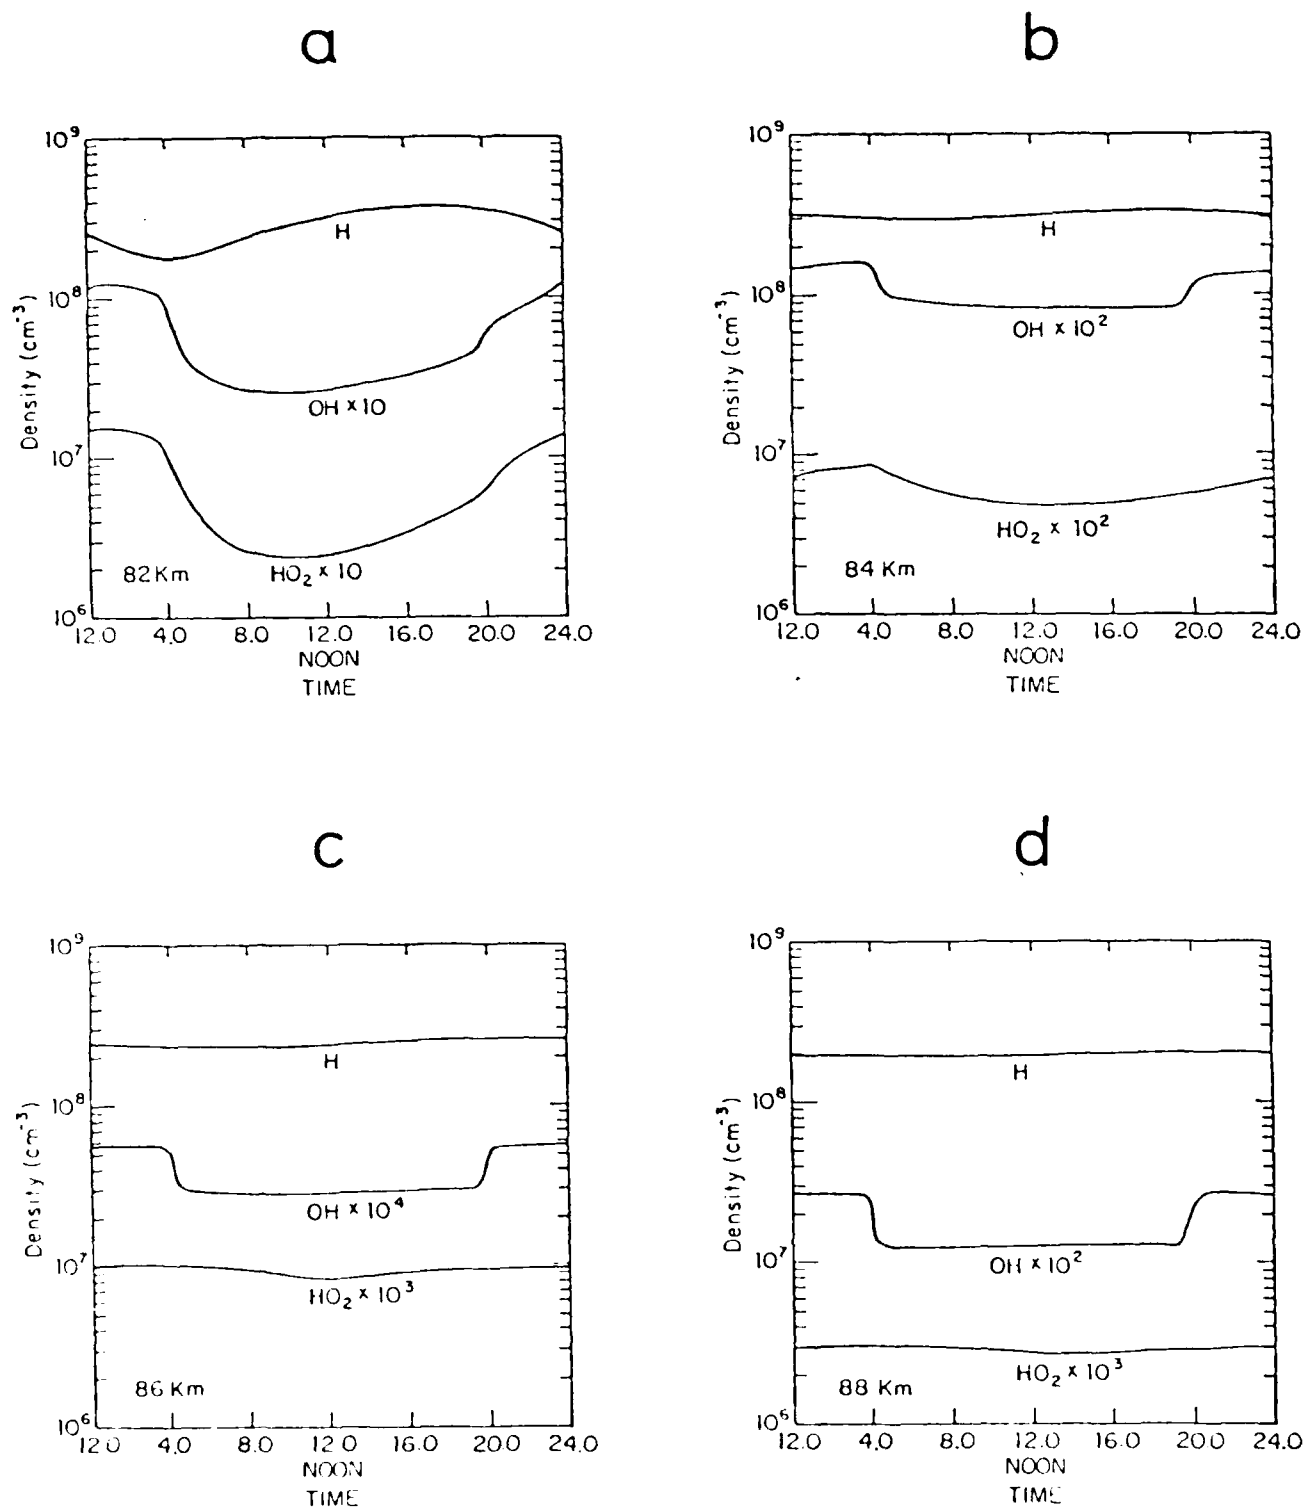 a
10⁹
H
10⁸
Density (cm⁻³)
OH × 10
10⁷
82 Km
HO₂ × 10
10⁶
12.0 4.0 8.0 12.0 16.0 20.0 24.0
NOON
TIME
b
10⁹
H
10⁸
Density (cm⁻³)
OH × 10²
10⁷
HO₂ × 10²
84 Km
10⁶
12.0 4.0 8.0 12.0 16.0 20.0 24.0
NOON
TIME
c
10⁹
H
10⁸
Density (cm⁻³)
OH × 10⁴
10⁷
HO₂ × 10³
86 Km
10⁶
12.0 4.0 8.0 12.0 16.0 20.0 24.0
NOON
TIME
d
10⁹
H
10⁸
Density (cm⁻³)
OH × 10²
10⁷
HO₂ × 10³
88 Km
10⁶
12.0 4.0 8.0 12.0 16.0 20.0 24.0
NOON
TIME